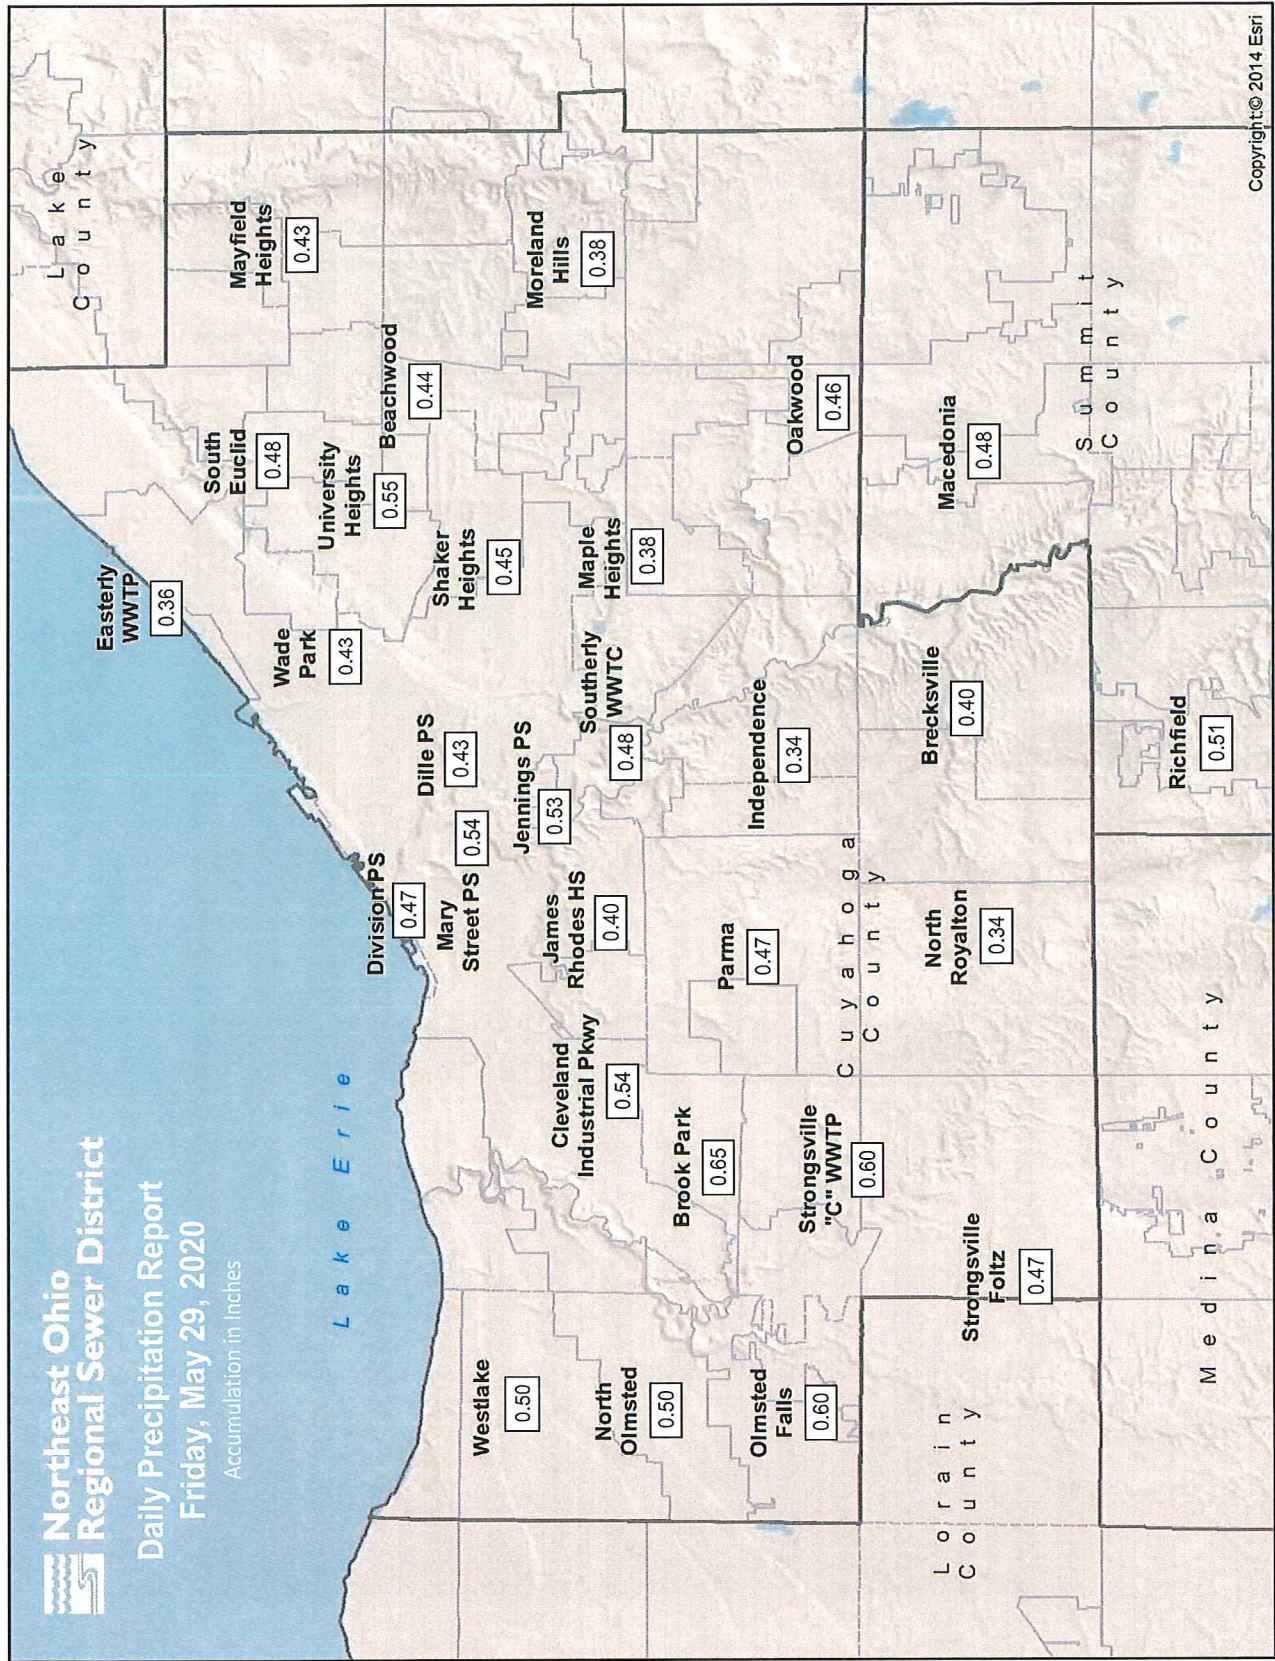 Northeast Ohio
Regional Sewer District
Daily Precipitation Report
Friday, May 29, 2020
Accumulation in Inches
Lake Erie
Lake
County
Easterly
WWTP
0.36
South
Euclid
0.48
Mayfield
Heights
0.43
Wade
Park
0.43
University
Heights
0.55
Beachwood
0.44
Division PS
0.47
Dille PS
0.43
Shaker
Heights
0.45
Mary
Street PS
0.54
Westlake
0.50
Jennings PS
0.53
Moreland
Hills
0.38
Cleveland
Industrial Pkwy
0.54
James
Rhodes HS
0.40
Southerly
WWTC
0.48
Maple
Heights
0.38
North
Olmsted
0.50
Brook Park
0.65
Parma
0.47
Independence
0.34
Olmsted
Falls
0.60
Strongsville
"C" WWTP
0.60
Oakwood
0.46
Cuyahoga
County
Lorain
County
Strongsville
Foltz
0.47
North
Royalton
0.34
Brecksville
0.40
Macedonia
0.48
Summit
County
Medina County
Richfield
0.51
Copyright:© 2014 Esri